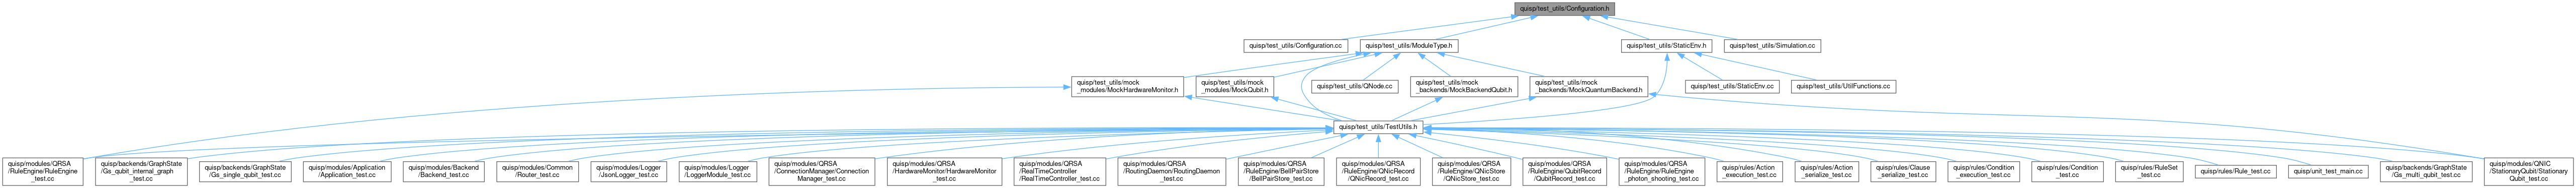 quisp/test_utils/Configuration.h
quisp/test_utils/Configuration.cc
quisp/test_utils/ModuleType.h
quisp/test_utils/StaticEnv.h
quisp/test_utils/Simulation.cc
quisp/test_utils/mock
_modules/MockHardwareMonitor.h
quisp/test_utils/mock
_modules/MockQubit.h
quisp/test_utils/QNode.cc
quisp/test_utils/mock
_backends/MockBackendQubit.h
quisp/test_utils/mock
_backends/MockQuantumBackend.h
quisp/test_utils/StaticEnv.cc
quisp/test_utils/UtilFunctions.cc
quisp/test_utils/TestUtils.h
quisp/modules/QRSA
/RuleEngine/RuleEngine
_test.cc
quisp/backends/GraphState
/Gs_qubit_internal_graph
_test.cc
quisp/backends/GraphState
/Gs_single_qubit_test.cc
quisp/modules/Application
/Application_test.cc
quisp/modules/Backend
/Backend_test.cc
quisp/modules/Common
/Router_test.cc
quisp/modules/Logger
/JsonLogger_test.cc
quisp/modules/Logger
/LoggerModule_test.cc
quisp/modules/QRSA
/ConnectionManager/Connection
Manager_test.cc
quisp/modules/QRSA
/HardwareMonitor/HardwareMonitor
_test.cc
quisp/modules/QRSA
/RealTimeController
/RealTimeController_test.cc
quisp/modules/QRSA
/RoutingDaemon/RoutingDaemon
_test.cc
quisp/modules/QRSA
/RuleEngine/BellPairStore
/BellPairStore_test.cc
quisp/modules/QRSA
/RuleEngine/QNicRecord
/QNicRecord_test.cc
quisp/modules/QRSA
/RuleEngine/QNicStore
/QNicStore_test.cc
quisp/modules/QRSA
/RuleEngine/QubitRecord
/QubitRecord_test.cc
quisp/modules/QRSA
/RuleEngine/RuleEngine
_photon_shooting_test.cc
quisp/rules/Action
_execution_test.cc
quisp/rules/Action
_serialize_test.cc
quisp/rules/Clause
_serialize_test.cc
quisp/rules/Condition
_execution_test.cc
quisp/rules/Condition
_test.cc
quisp/rules/RuleSet
_test.cc
quisp/rules/Rule_test.cc
quisp/unit_test_main.cc
quisp/backends/GraphState
/Gs_multi_qubit_test.cc
quisp/modules/QNIC
/StationaryQubit/Stationary
Qubit_test.cc